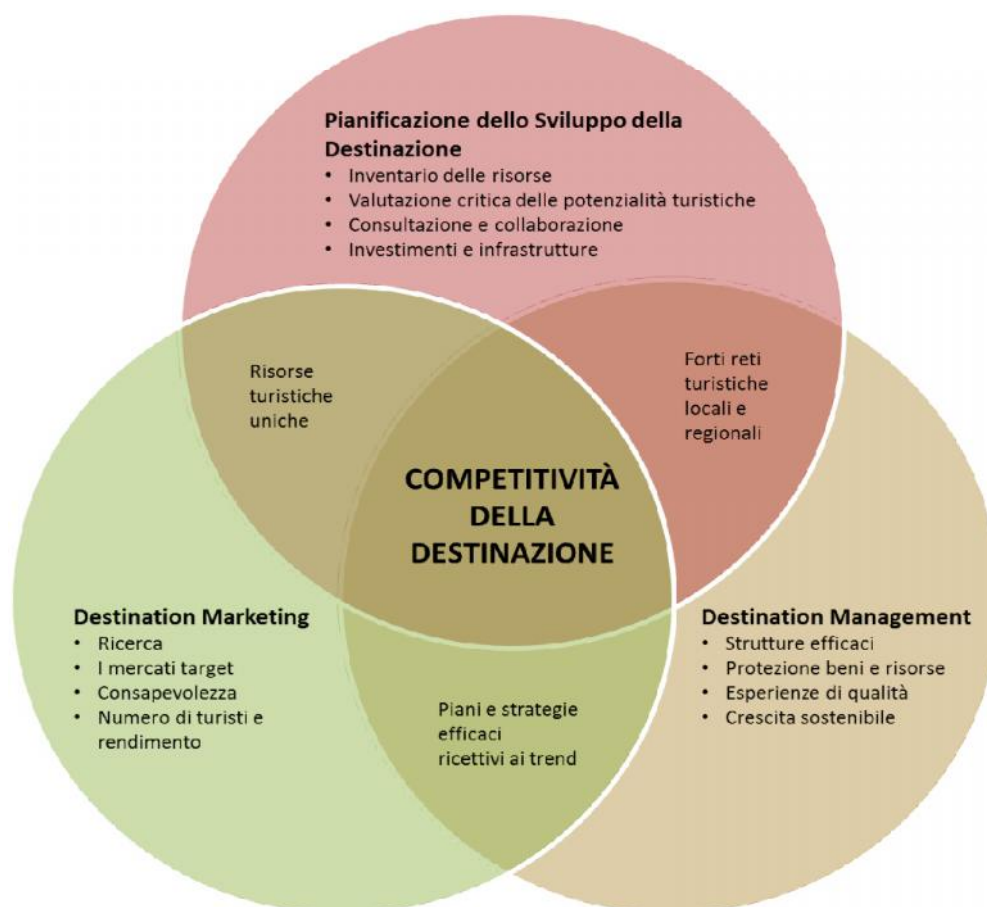 Pianificazione dello Sviluppo della
Destinazione
• Inventario delle risorse
• Valutazione critica delle potenzialità turistiche
• Consultazione e collaborazione
• Investimenti e infrastrutture
Risorse
turistiche
uniche
Forti reti
turistiche
locali e
regionali
COMPETITIVITÀ
DELLA
DESTINAZIONE
Destination Marketing
• Ricerca
• I mercati target
• Consapevolezza
• Numero di turisti e
rendimento
Piani e strategie
efficaci
ricettivi ai trend
Destination Management
• Strutture efficaci
• Protezione beni e risorse
• Esperienze di qualità
• Crescita sostenibile